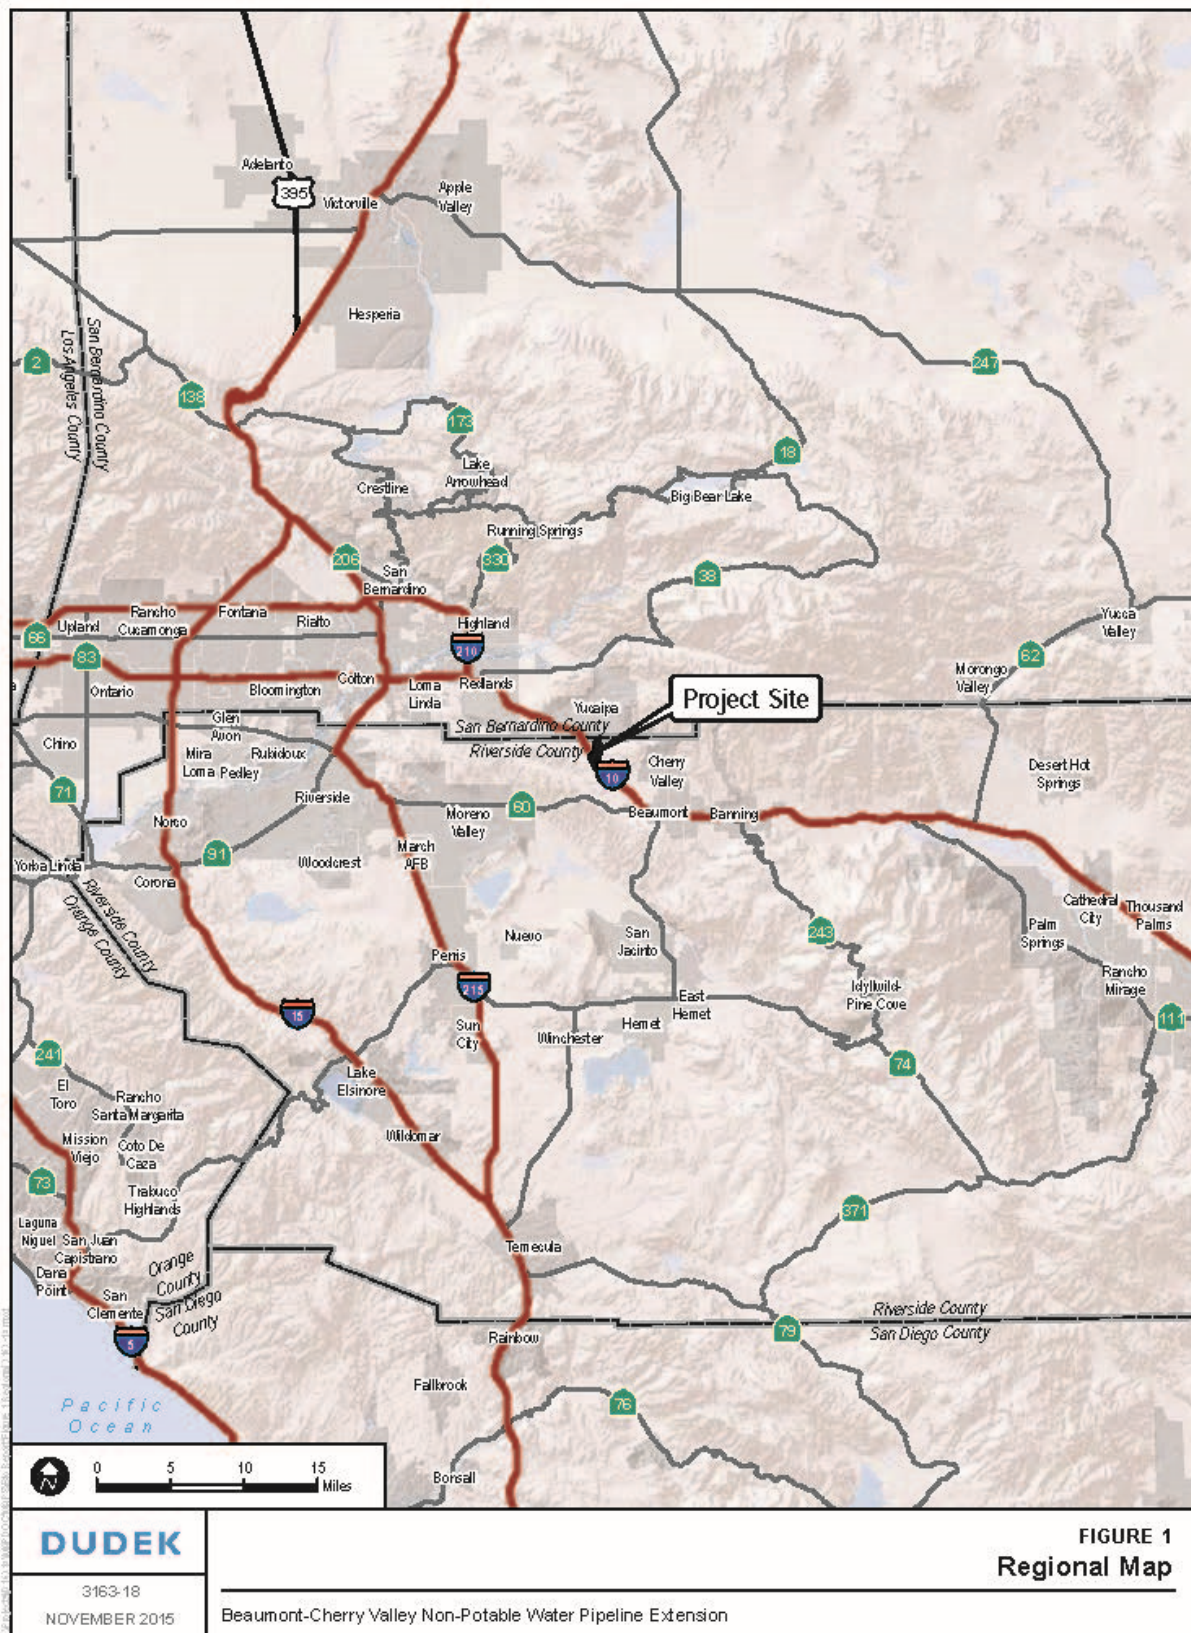 Adelanto
395
Victorville
Apple
Valley
Hesperia
San Bernardino County
Los Angeles County
2
138
247
173
18
Lake
Arrowhead
Crestline
Big Bear Lake
Running Springs
206
330
38
San
Bernardino
Rancho
Cucamonga
Fontana
Rialto
Highland
Upland
66
83
210
Yucca
Valley
62
Morongo
Valley
Ontario
Bloomington
Colton
Loma
Linda
Redlands
Yucaipa
Project Site
San Bernardino County
Riverside County
Glen
Avon
Chino
Mira
Loma
Pedley
Rubidoux
Cherry
Valley
10
Desert Hot
Springs
71
Riverside
60
Moreno
Valley
Beaumont
Banning
Norco
91
Woodcrest
March
AFB
Yorba Linda
Corona
Riverside County
Orange County
Cathedral
City
Thousand
Palms
Palm
Springs
243
San
Jacinto
Nuevo
Perris
215
Rancho
Mirage
Idyllwild-
Pine Cove
East
Hemet
Hemet
111
15
Sun
City
Winchester
241
74
El
Toro
Lake
Elsinore
Rancho
Santa Margarita
Mission
Viejo
Coto De
Caza
Wildomar
73
Trabuco
Highlands
371
Laguna
Niguel
San Juan
Capistrano
Temecula
Dana
Point
Orange
County
San
Clemente
San Diego
County
Riverside County
San Diego County
79
5
Rainbow
Fallbrook
76
Pacific
Ocean
Bonsall
N
0 5 10 15
Miles
DUDEK
3163-18
NOVEMBER 2015
FIGURE 1
Regional Map
Beaumont-Cherry Valley Non-Potable Water Pipeline Extension